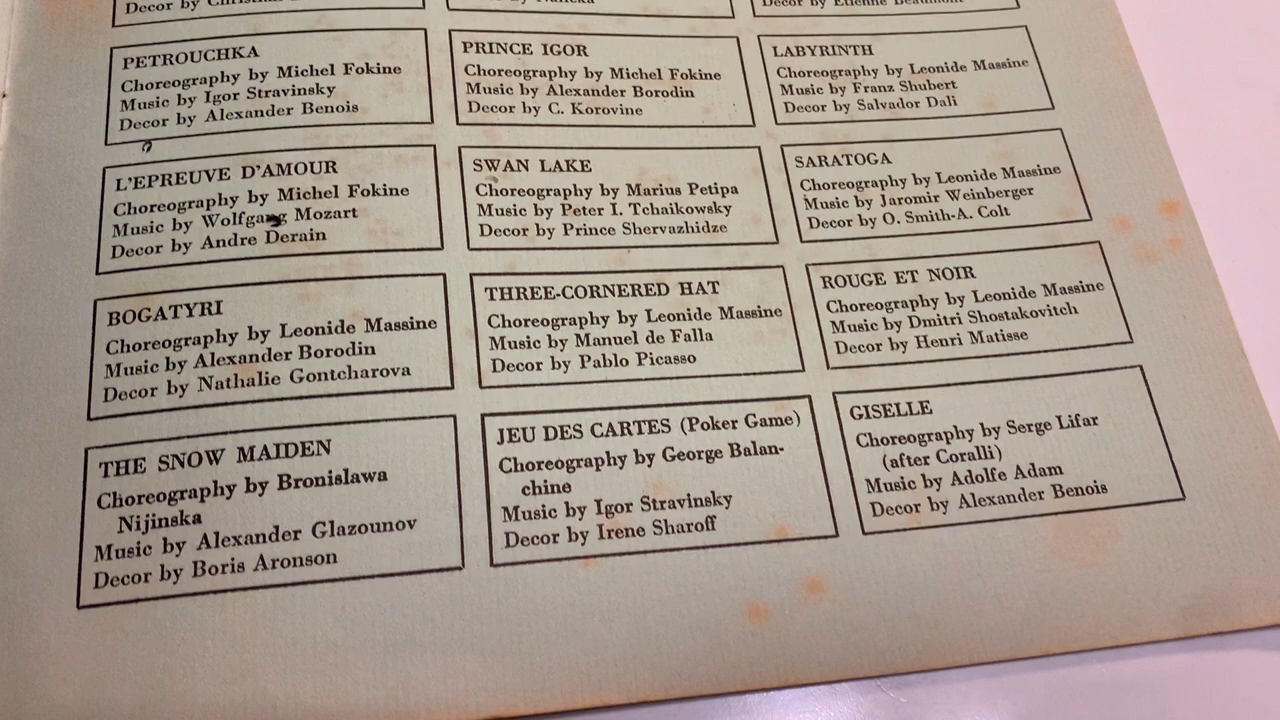 Decor by
Decor by Etienne Beaumont
PETROUCHKA
Choreography by Michel Fokine
Music by Igor Stravinsky
Decor by Alexander Benois
PRINCE IGOR
Choreography by Michel Fokine
Music by Alexander Borodin
Decor by C. Korovine
LABYRINTH
Choreography by Leonide Massine
Music by Franz Shubert
Decor by Salvador Dali
L'EPREUVE D'AMOUR
Choreography by Michel Fokine
Music by Wolfgang Mozart
Decor by Andre Derain
SWAN LAKE
Choreography by Marius Petipa
Music by Peter I. Tchaikowsky
Decor by Prince Shervazhidze
SARATOGA
Choreography by Leonide Massine
Music by Jaromir Weinberger
Decor by O. Smith-A. Colt
BOGATYRI
Choreography by Leonide Massine
Music by Alexander Borodin
Decor by Nathalie Gontcharova
THREE-CORNERED HAT
Choreography by Leonide Massine
Music by Manuel de Falla
Decor by Pablo Picasso
ROUGE ET NOIR
Choreography by Leonide Massine
Music by Dmitri Shostakovitch
Decor by Henri Matisse
THE SNOW MAIDEN
Choreography by Bronislawa
Nijinska
Music by Alexander Glazounov
Decor by Boris Aronson
JEU DES CARTES (Poker Game)
Choreography by George Balan-
chine
Music by Igor Stravinsky
Decor by Irene Sharoff
GISELLE
Choreography by Serge Lifar
(after Coralli)
Music by Adolfe Adam
Decor by Alexander Benois